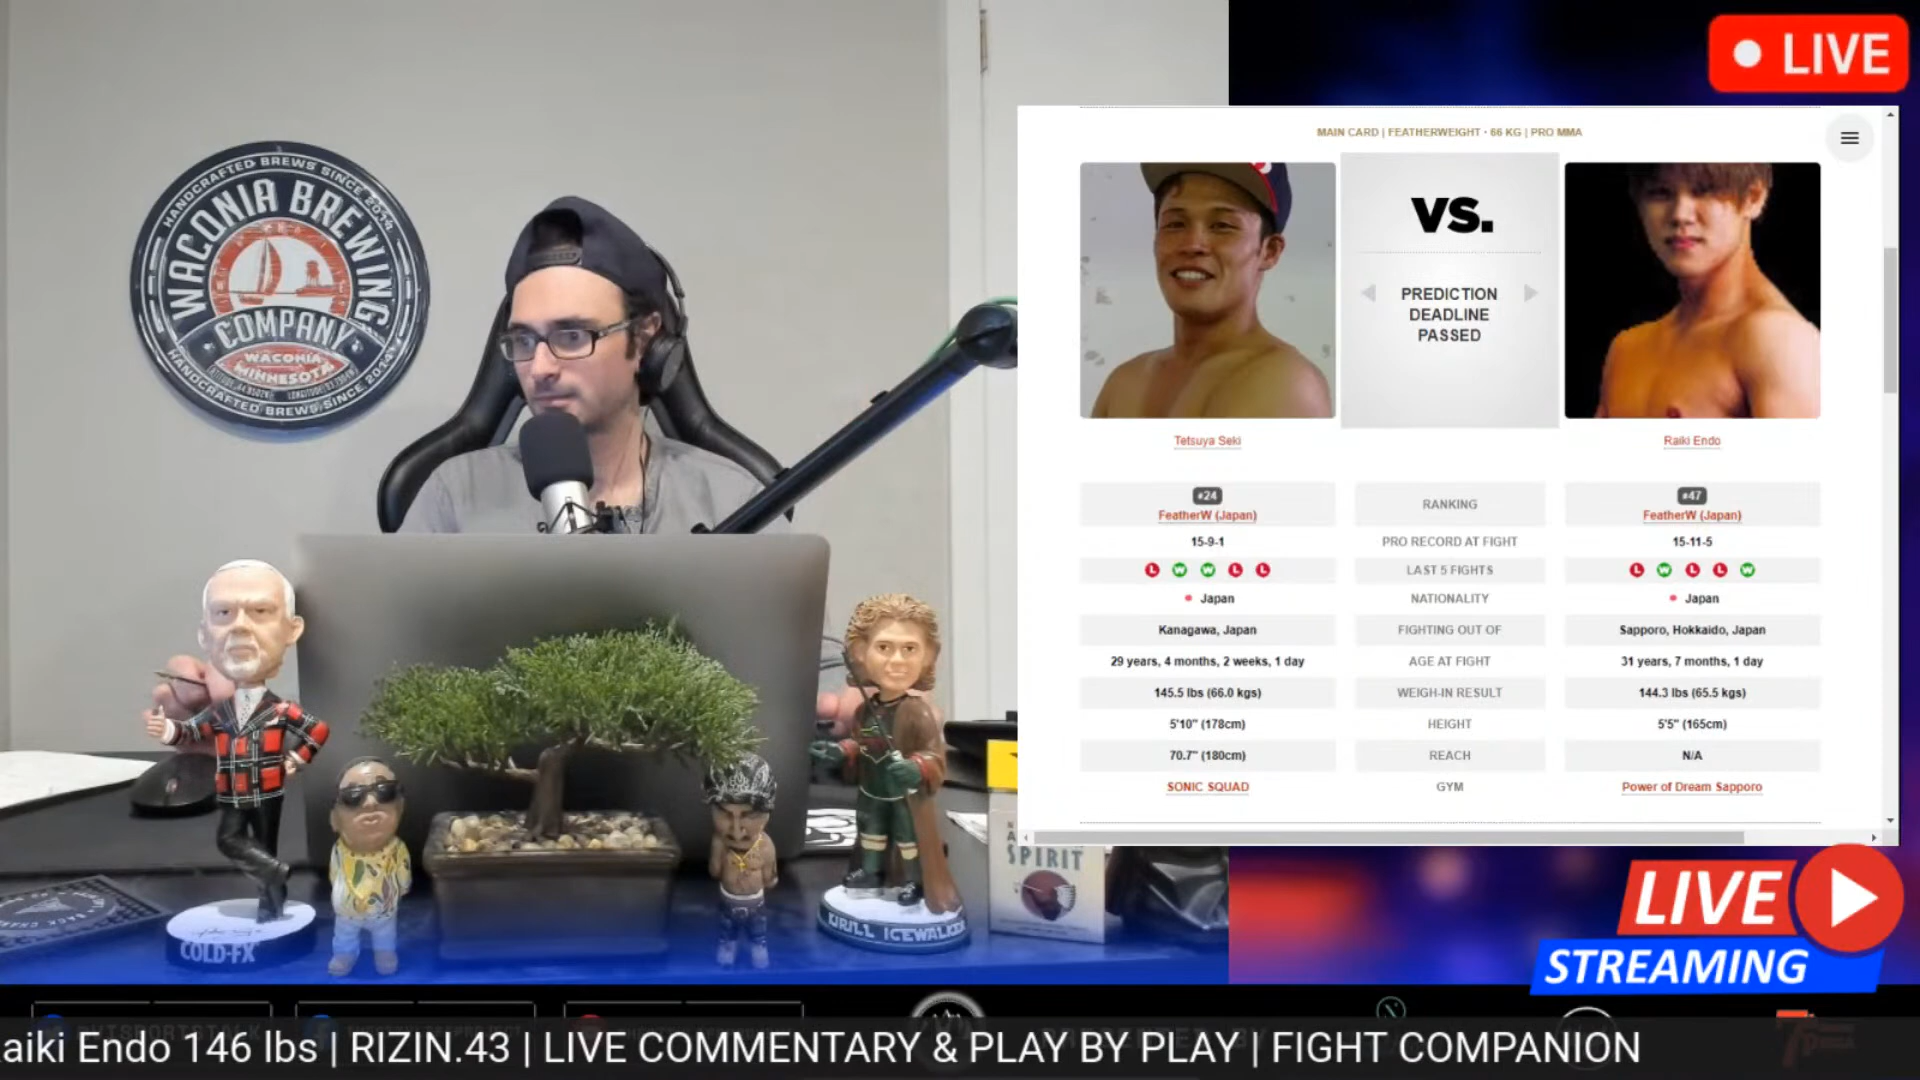 LIVE
HANDCRAFTED BREWS SINCE 2014
WACONIA BREWING
COMPANY
WACONIA
MINNESOTA
HANDCRAFTED BREWS SINCE 2014
MAIN CARD | FEATHERWEIGHT · 66 KG | PRO MMA
VS.
PREDICTION
DEADLINE
PASSED
Tetsuya Seki
Raiki Endo
#24 RANKING #47
FeatherW (Japan) FeatherW (Japan)
15-9-1 PRO RECORD AT FIGHT 15-11-5
L W W L L LAST 5 FIGHTS L W L L W
Japan NATIONALITY Japan
Kanagawa, Japan FIGHTING OUT OF Sapporo, Hokkaido, Japan
29 years, 4 months, 2 weeks, 1 day AGE AT FIGHT 31 years, 7 months, 1 day
145.5 lbs (66.0 kgs) WEIGH-IN RESULT 144.3 lbs (65.5 kgs)
5'10" (178cm) HEIGHT 5'5" (165cm)
70.7" (180cm) REACH N/A
SONIC SQUAD GYM Power of Dream Sapporo
SPIRIT
COLD-FX
KIRILL ICEWALKER
LIVE
STREAMING
aiki Endo 146 lbs | RIZIN.43 | LIVE COMMENTARY & PLAY BY PLAY | FIGHT COMPANION